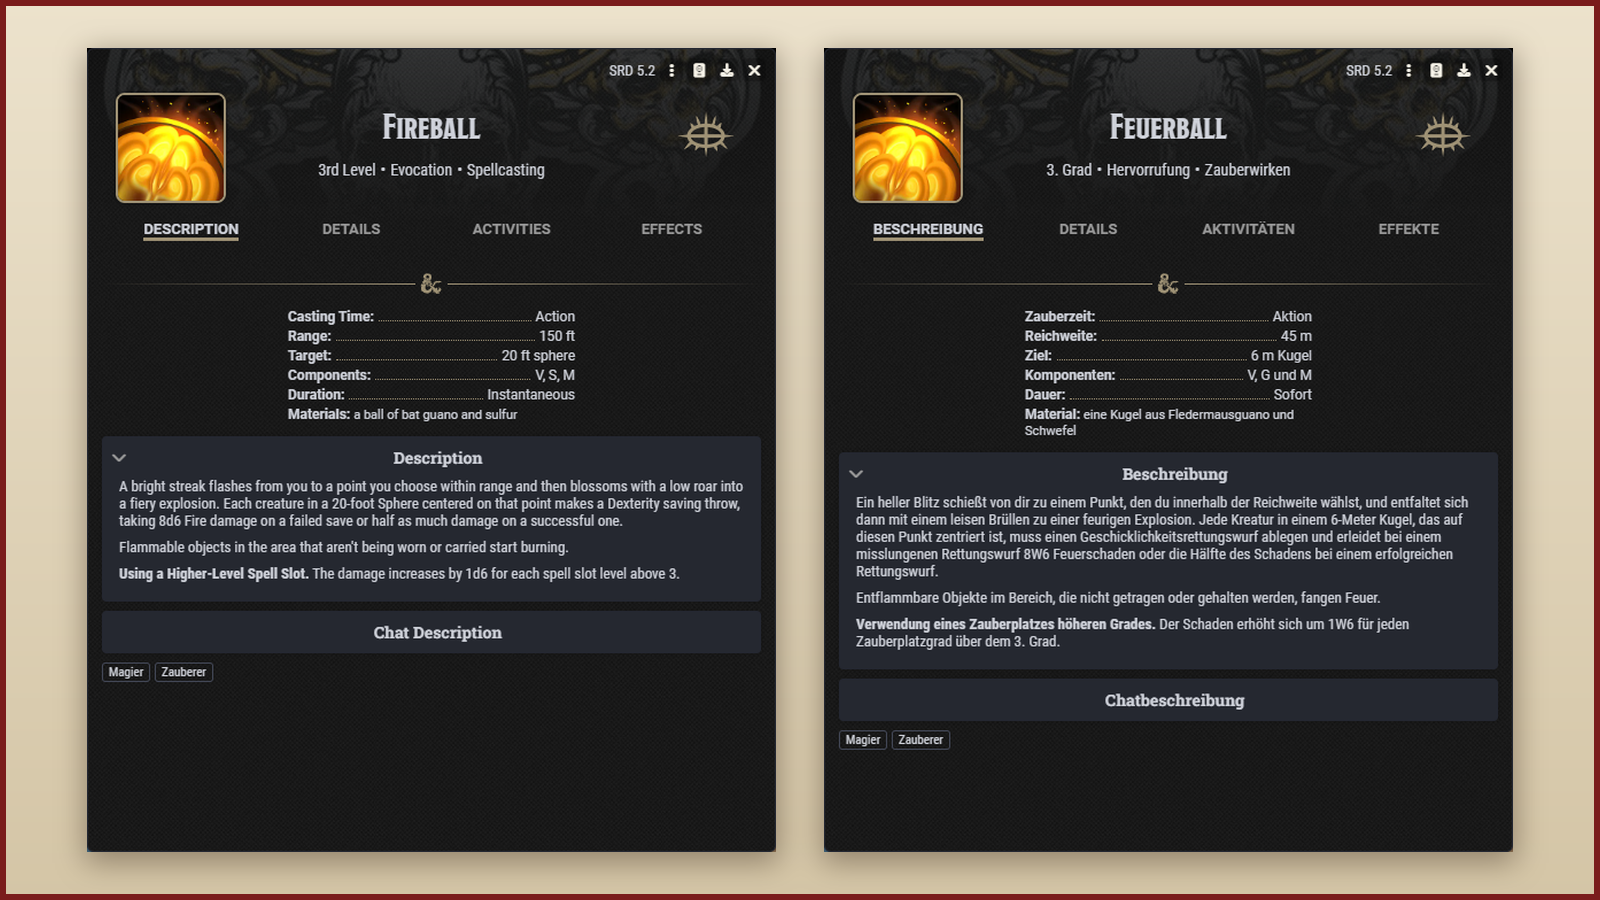 SRD 5.2
Fireball
3rd Level • Evocation • Spellcasting
DESCRIPTION DETAILS ACTIVITIES EFFECTS
&
Casting Time: Action
Range: 150 ft
Target: 20 ft sphere
Components: V, S, M
Duration: Instantaneous
Materials: a ball of bat guano and sulfur
Description
A bright streak flashes from you to a point you choose within range and then blossoms with a low roar into
a fiery explosion. Each creature in a 20-foot Sphere centered on that point makes a Dexterity saving throw,
taking 8d6 Fire damage on a failed save or half as much damage on a successful one.
Flammable objects in the area that aren't being worn or carried start burning.
Using a Higher-Level Spell Slot. The damage increases by 1d6 for each spell slot level above 3.
Chat Description
Magier Zauberer
SRD 5.2
Feuerball
3. Grad • Hervorrufung • Zauberwirken
BESCHREIBUNG DETAILS AKTIVITÄTEN EFFEKTE
&
Zauberzeit: Aktion
Reichweite: 45 m
Ziel: 6 m Kugel
Komponenten: V, G und M
Dauer: Sofort
Material: eine Kugel aus Fledermausguano und
Schwefel
Beschreibung
Ein heller Blitz schießt von dir zu einem Punkt, den du innerhalb der Reichweite wählst, und entfaltet sich
dann mit einem leisen Brüllen zu einer feurigen Explosion. Jede Kreatur in einem 6-Meter Kugel, das auf
diesen Punkt zentriert ist, muss einen Geschicklichkeitsrettungswurf ablegen und erleidet bei einem
misslungenen Rettungswurf 8W6 Feuerschaden oder die Hälfte des Schadens bei einem erfolgreichen
Rettungswurf.
Entflammbare Objekte im Bereich, die nicht getragen oder gehalten werden, fangen Feuer.
Verwendung eines Zauberplatzes höheren Grades. Der Schaden erhöht sich um 1W6 für jeden
Zauberplatzgrad über dem 3. Grad.
Chatbeschreibung
Magier Zauberer